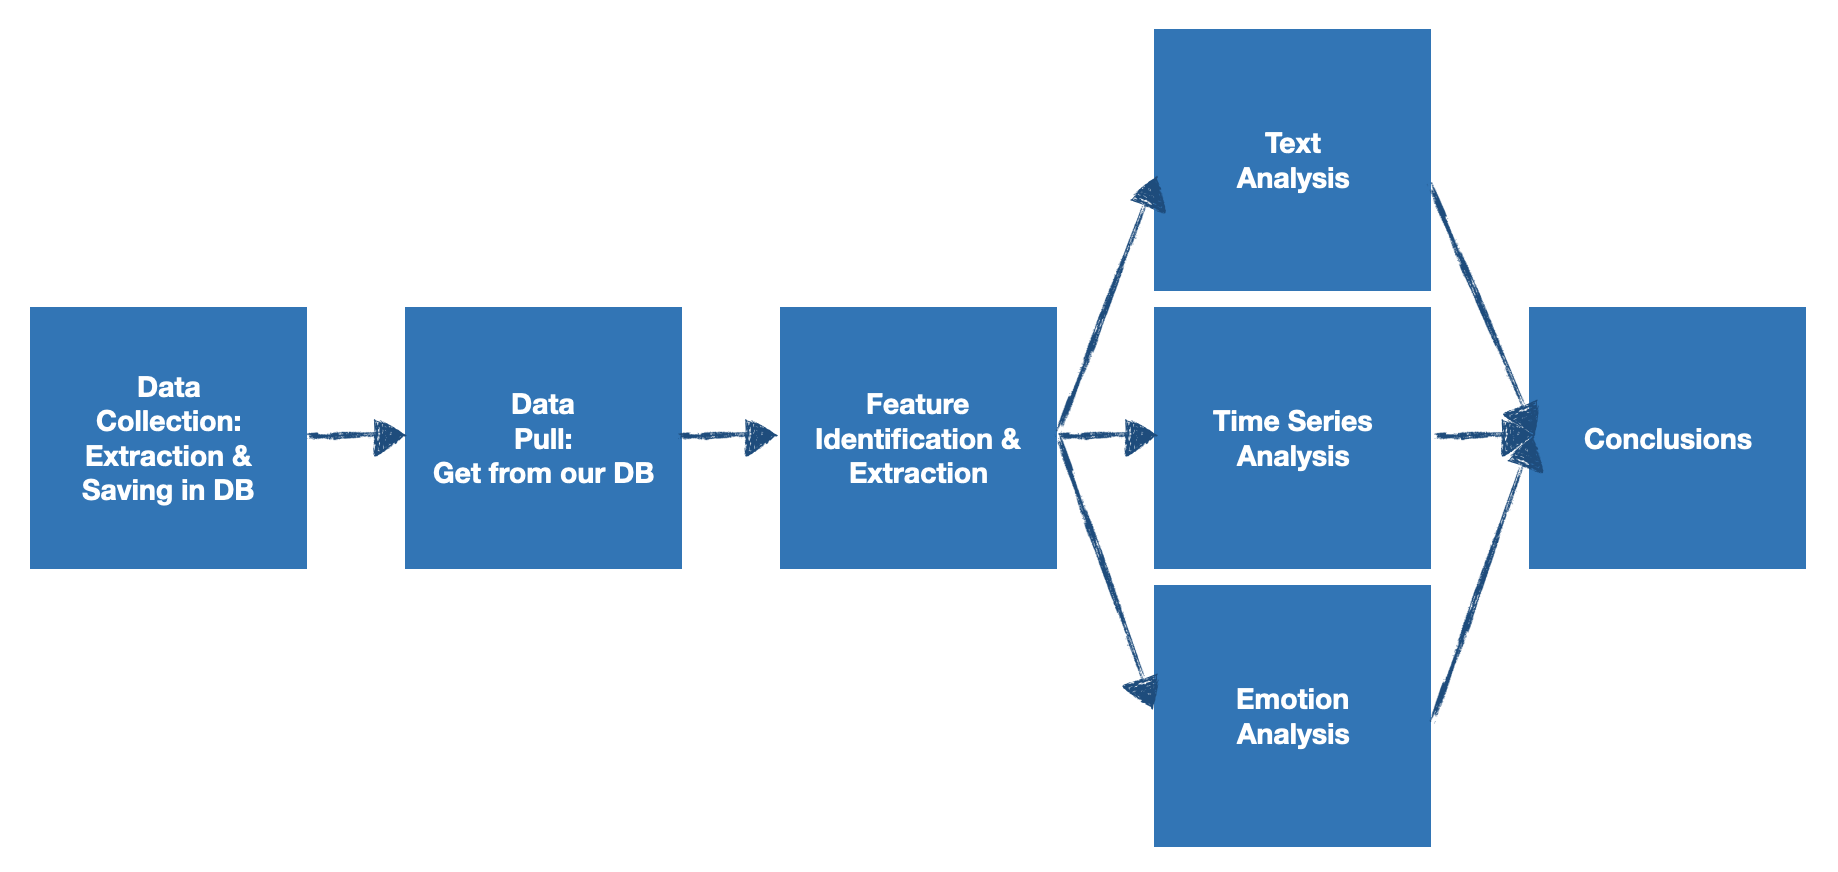 Data
Collection:
Extraction &
Saving in DB
Data
Pull:
Get from our DB
Feature
Identification &
Extraction
Text
Analysis
Time Series
Analysis
Emotion
Analysis
Conclusions